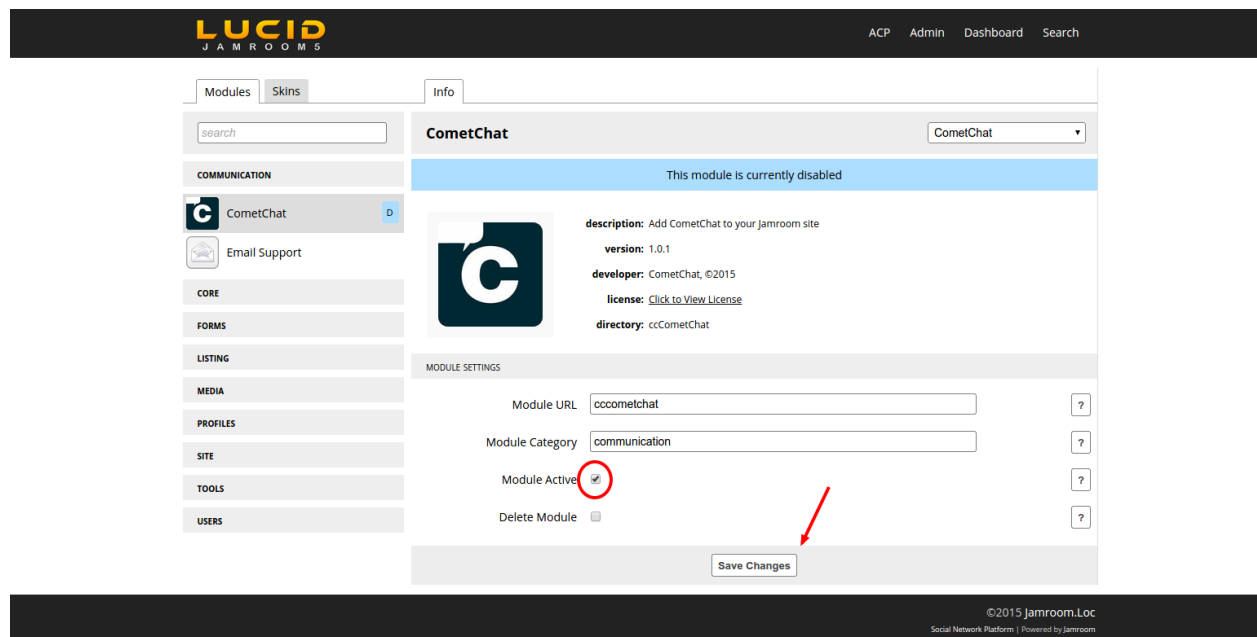 LUCID
JAMROOM5
ACP Admin Dashboard Search
Modules Skins
Info
search
CometChat
CometChat
COMMUNICATION
This module is currently disabled
C CometChat D
Email Support
C
description: Add CometChat to your Jamroom site
version: 1.0.1
developer: CometChat, ©2015
license: Click to View License
directory: ccCometChat
CORE
FORMS
LISTING
MEDIA
PROFILES
SITE
TOOLS
USERS
MODULE SETTINGS
Module URL cccometchat ?
Module Category communication ?
Module Active ?
Delete Module ?
Save Changes
©2015 Jamroom.Loc
Social Network Platform | Powered by Jamroom